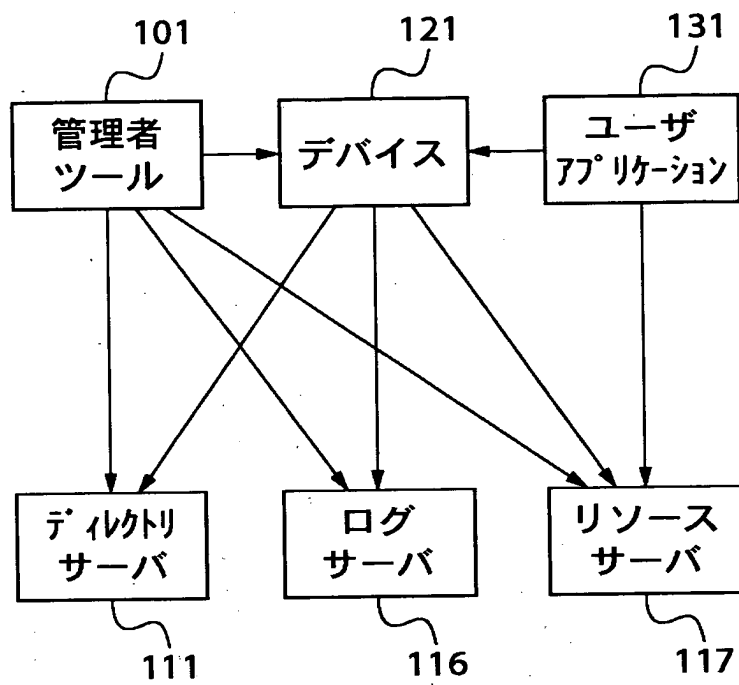 101
121
131
管理者
ツール
デバイス
ユーザ
アプリケーション
ディレクトリ
サーバ
ログ
サーバ
リソース
サーバ
111
116
117